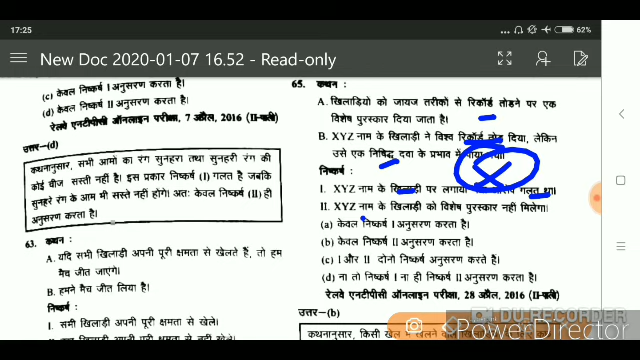 17:25
62%
New Doc 2020-01-07 16.52 - Read-only
(c) केवल निष्कर्ष I अनुसरण करता है।
(d) केवल निष्कर्ष II अनुसरण करता है।
रेलवे एनटीपीसी ऑनलाइन परीक्षा, 7 अप्रैल, 2016 (II-पाली)
उत्तर-(d)
कथनानुसार, सभी आमों का रंग सुनहरा तथा सुनहरी रंग की
कोई चीज सस्ती नहीं है। इस प्रकार निष्कर्ष (I) गलत है जबकि
सुनहरे रंग के आम भी सस्ते नहीं होंगे। अतः केवल निष्कर्ष (II) ही
अनुसरण करता है।
63. कथन:
A. यदि सभी खिलाड़ी अपनी पूरी क्षमता से खेलते हैं, तो हम
मैच जीत जाएंगे।
B. हमने मैच जीत लिया है।
निष्कर्ष :
I. सभी खिलाड़ी अपनी पूरी क्षमता से खेले।
65. कथन:
A. खिलाड़ियो को जायज तरीकों से रिकॉर्ड तोडने पर एक
विशेष पुरस्कार दिया जाता है।
B. XYZ नाम के खिलाड़ी ने विश्व रिकॉर्ड तोड दिया, लेकिन
उसे एक निषिद्ध दवा के प्रभाव में
निष्कर्ष :
I. XYZ नाम के खिलाड़ी पर लगाया गलत था।
II. XYZ नाम के खिलाड़ी को विशेष पुरस्कार नही मिलेगा।
(a) केवल निष्कर्ष I अनुसरण करता है।
(b) केवल निष्कर्ष II अनुसरण करता है।
(c) I और II दोनो निष्कर्ष अनुसरण करते है।
(d) ना तो निष्कर्ष I ना ही निष्कर्ष II अनुसरण करता है।
रेलवे एनटीपीसी ऑनलाइन परीक्षा, 28 अप्रैल, 2016 (II-पाली)
उत्तर-(b)
DU RECORDER
PowerDirector